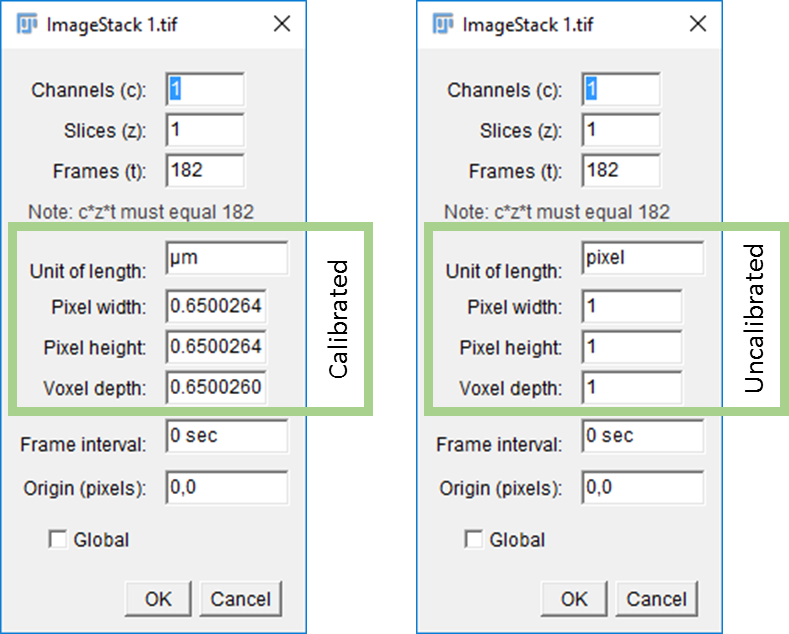 ImageStack 1.tif
Channels (c): 1
Slices (z): 1
Frames (t): 182
Note: c*z*t must equal 182
Unit of length: µm
Pixel width: 0.6500264
Pixel height: 0.6500264
Voxel depth: 0.6500260
Calibrated
Frame interval: 0 sec
Origin (pixels): 0,0
Global
OK Cancel
ImageStack 1.tif
Channels (c): 1
Slices (z): 1
Frames (t): 182
Note: c*z*t must equal 182
Unit of length: pixel
Pixel width: 1
Pixel height: 1
Voxel depth: 1
Uncalibrated
Frame interval: 0 sec
Origin (pixels): 0,0
Global
OK Cancel